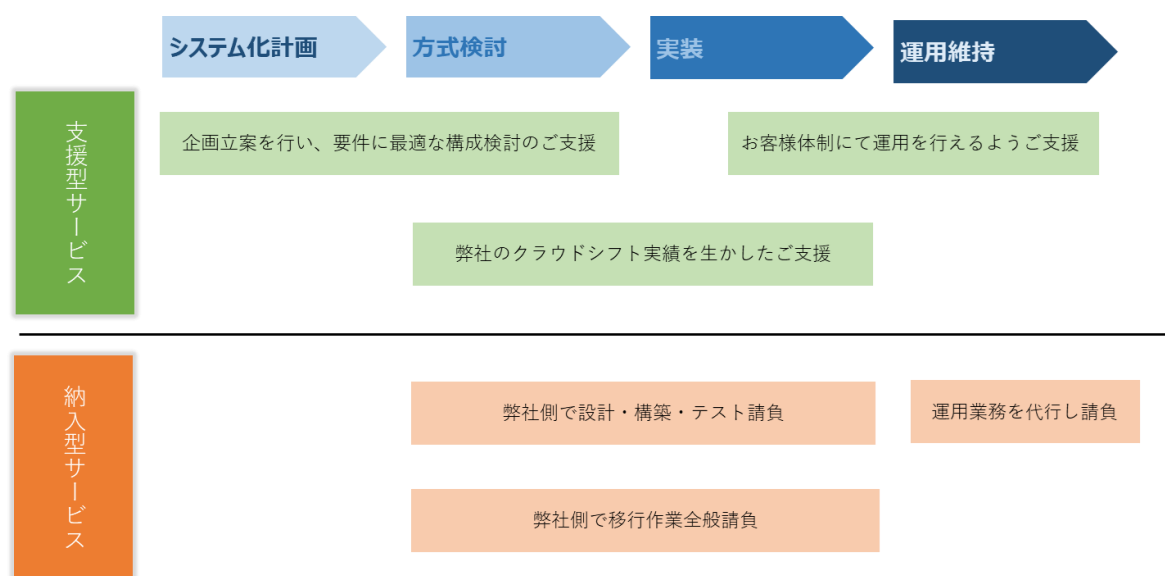 システム化計画
方式検討
実装
運用維持
支援型サービス
企画立案を行い、要件に最適な構成検討のご支援
お客様体制にて運用を行えるようご支援
弊社のクラウドシフト実績を生かしたご支援
納入型サービス
弊社側で設計・構築・テスト請負
運用業務を代行し請負
弊社側で移行作業全般請負